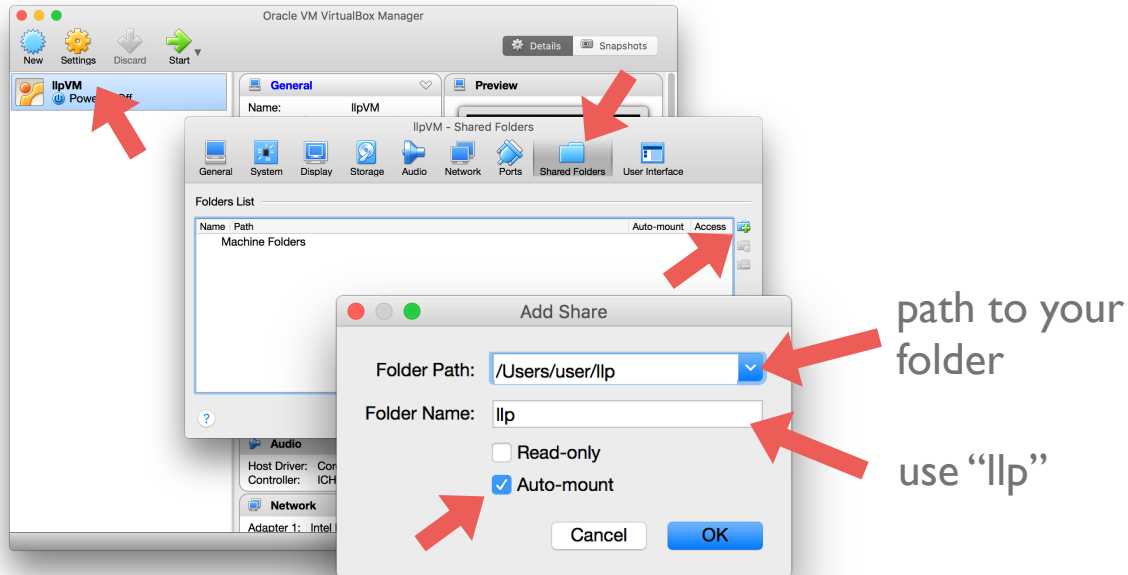 Oracle VM VirtualBox Manager
New Settings Discard Start
Details Snapshots
llpVM
General
Preview
Name: llpVM
llpVM - Shared Folders
General System Display Storage Audio Network Ports Shared Folders User Interface
Folders List
Name Path Auto-mount Access
Machine Folders
Add Share
Folder Path: /Users/user/llp
path to your
folder
Folder Name: llp
use “llp”
Read-only
Auto-mount
Cancel OK
?
Audio
Host Driver:
Controller:
Network
Adapter 1: Intel